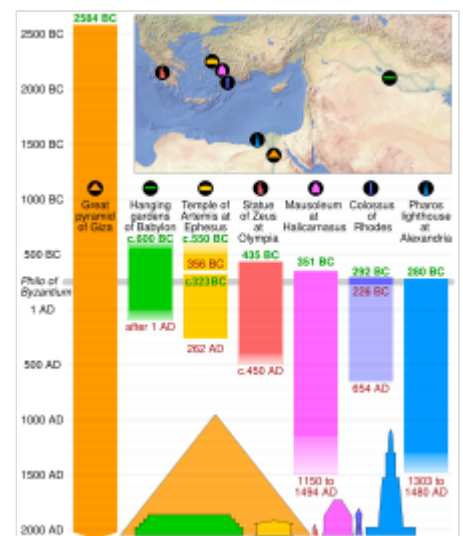 2584 BC
2500 BC
2000 BC
1500 BC
1000 BC
Great
pyramid
of Giza
Hanging
gardens
of Babylon
Temple of
Artemis at
Ephesus
Statue
of Zeus
at
Olympia
Mausoleum
at
Halicarnasus
Colossus
of
Rhodes
Pharos
lighthouse
at
Alexandria
c.600 BC
c.550 BC
435 BC
351 BC
292 BC
280 BC
500 BC
356 BC
Philo of
Byzantium
c.323 BC
226 BC
1 AD
after 1 AD
262 AD
500 AD
c.450 AD
654 AD
1000 AD
1500 AD
1150 to
1494 AD
1303 to
1480 AD
2000 AD